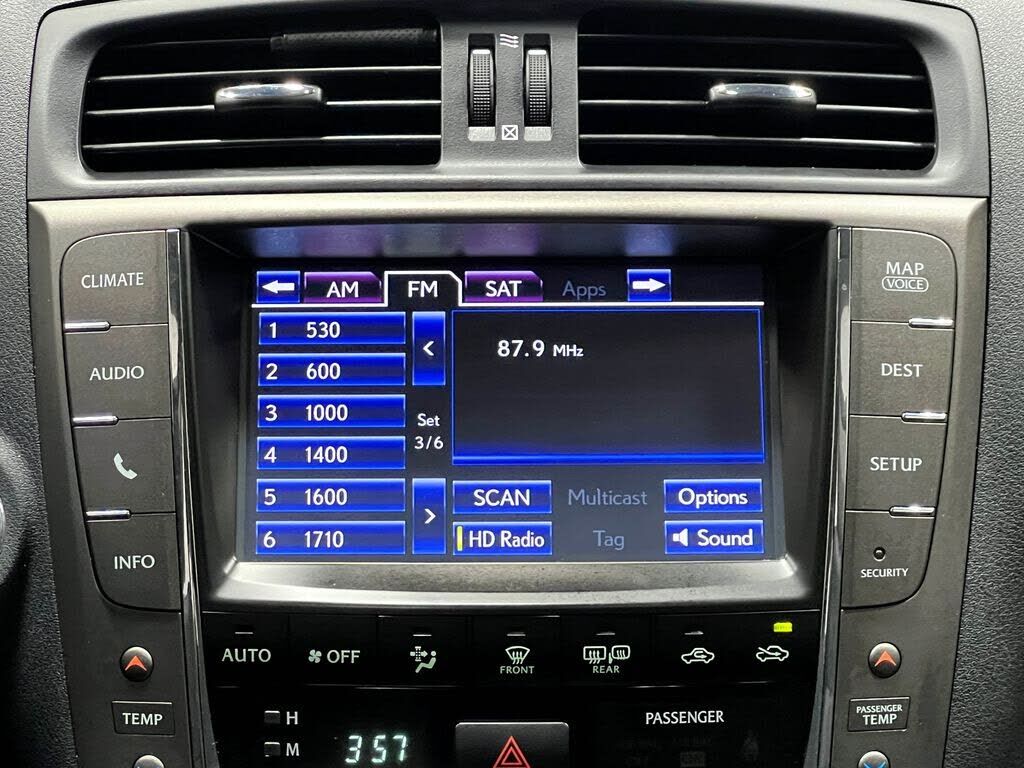 CLIMATE
AUDIO
INFO
AM FM SAT Apps
1 530
2 600
3 1000
4 1400
5 1600
6 1710
<
Set
3/6
>
87.9 MHz
SCAN Multicast Options
HD Radio Tag Sound
MAP
VOICE
DEST
SETUP
SECURITY
AUTO OFF FRONT REAR
TEMP
H
M
3 57
PASSENGER
PASSENGER
TEMP